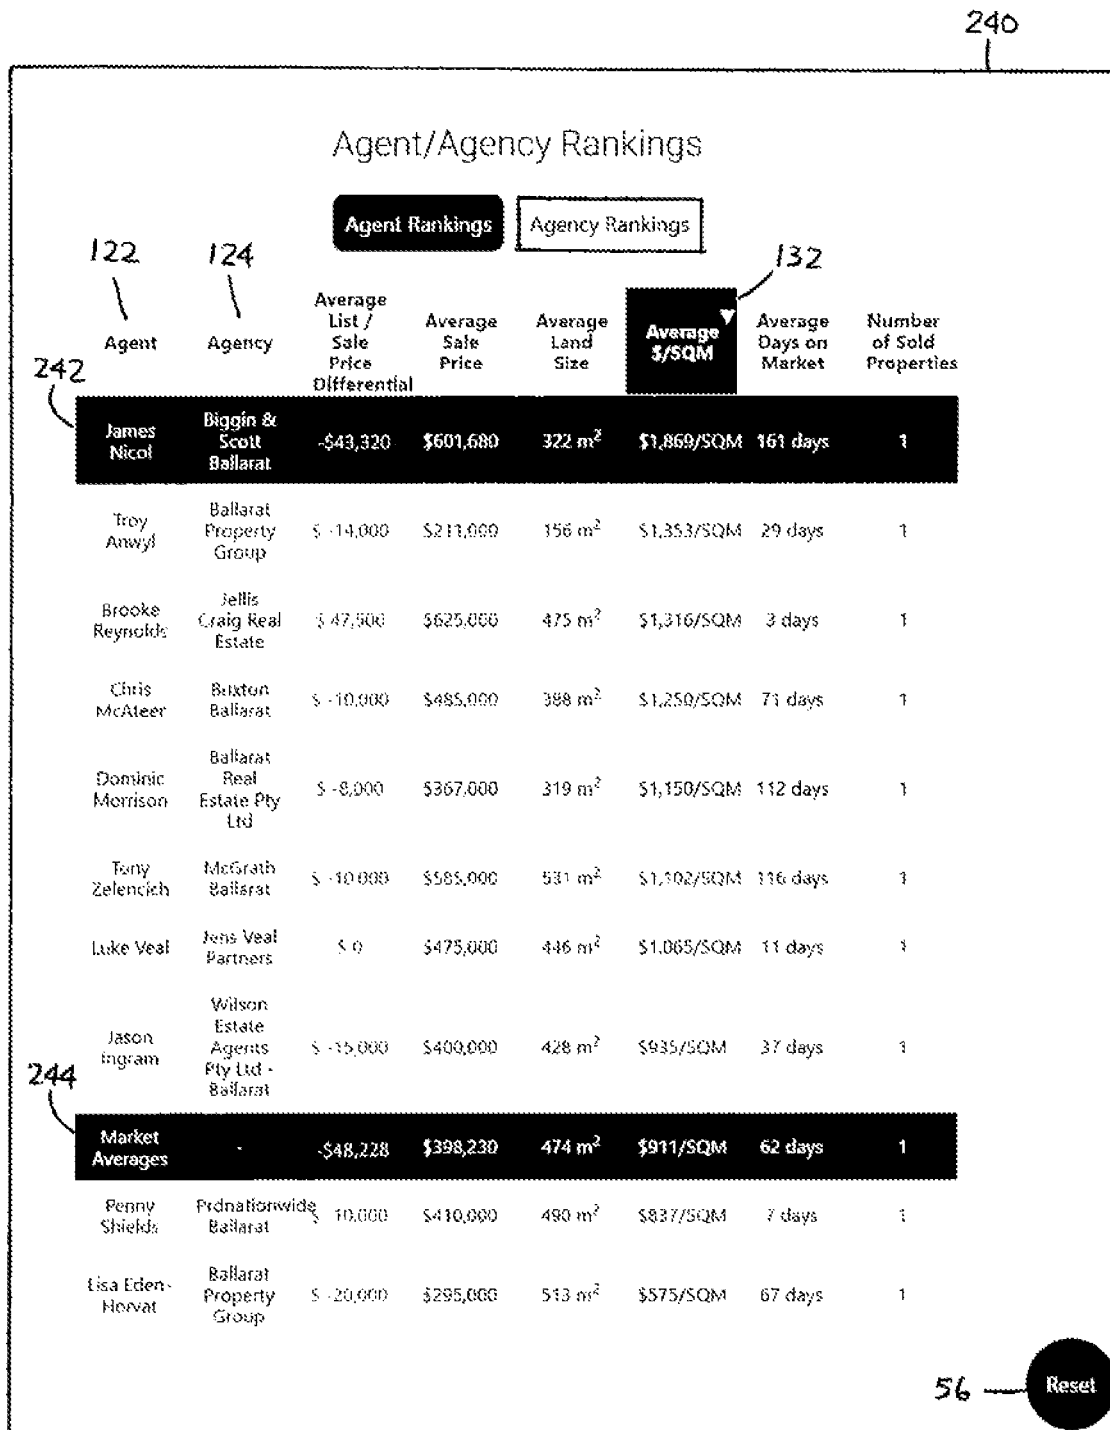 240
Agent/Agency Rankings
Agent Rankings
Agency Rankings
122
124
132
Agent
Agency
Average
List /
Sale
Price
Differential
Average
Sale
Price
Average
Land
Size
Average
$/SQM
Average
Days on
Market
Number
of Sold
Properties
242
James
Nicol
Biggin &
Scott
Ballarat
-$43,320
$601,680
322 m²
$1,869/SQM
161 days
1
Troy
Anwyl
Ballarat
Property
Group
$ -14,000
$211,000
156 m²
$1,353/SQM
29 days
1
Brooke
Reynolds
Jellis
Craig Real
Estate
$ 47,500
$625,000
475 m²
$1,316/SQM
3 days
1
Chris
McAteer
Buxton
Ballarat
$ -10,000
$485,000
388 m²
$1,250/SQM
71 days
1
Dominic
Morrison
Ballarat
Real
Estate Pty
Ltd
$ -8,000
$367,000
319 m²
$1,150/SQM
112 days
1
Tony
Zelencich
McGrath
Ballarat
$ -10,000
$585,000
531 m²
$1,102/SQM
116 days
1
Luke Veal
Jens Veal
Partners
$ 0
$475,000
446 m²
$1,065/SQM
11 days
1
Jason
Ingram
Wilson
Estate
Agents
Pty Ltd -
Ballarat
$ -15,000
$400,000
428 m²
$935/SQM
37 days
1
244
Market
Averages
-
-$48,228
$398,230
474 m²
$911/SQM
62 days
1
Penny
Shields
Prdnationwide
Ballarat
$ 10,000
$410,000
490 m²
$837/SQM
7 days
1
Lisa Eden-
Horvat
Ballarat
Property
Group
$ -20,000
$295,000
513 m²
$575/SQM
67 days
1
56
Reset